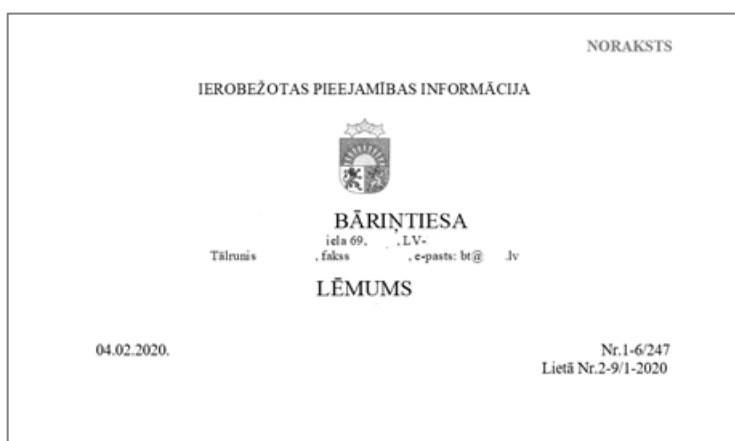 NORAKSTS
IEROBEŽOTAS PIEEJAMĪBAS INFORMĀCIJA
BĀRIŅTIESA
iela 69, , LV-
Tālrunis , fakss , e-pasts: bt@ .lv
LĒMUMS
04.02.2020. Nr.1-6/247
Lietā Nr.2-9/1-2020